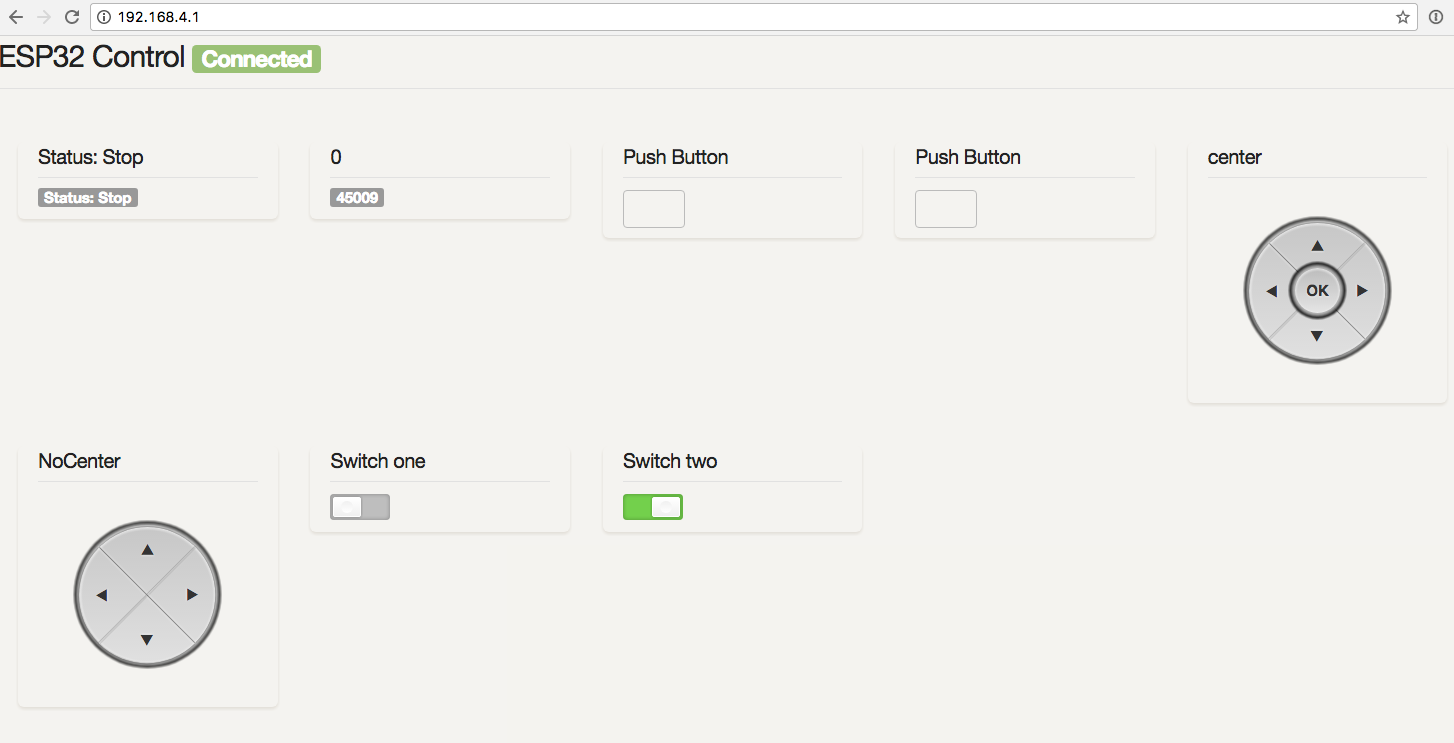 192.168.4.1
ESP32 Control Connected
Status: Stop
Status: Stop
0
45009
Push Button
Push Button
center
OK
NoCenter
Switch one
Switch two